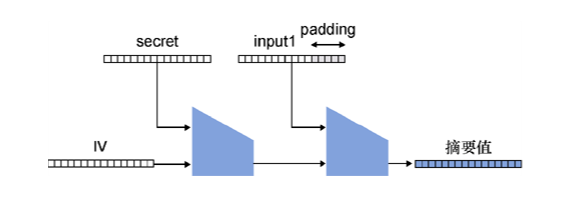 padding
secret
input1
IV
摘要值